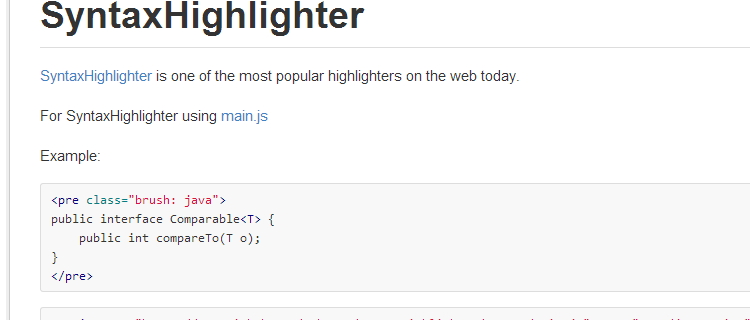 SyntaxHighlighter
SyntaxHighlighter is one of the most popular highlighters on the web today.
For SyntaxHighlighter using main.js
Example:
<pre class="brush: java">
public interface Comparable<T> {
    public int compareTo(T o);
}
</pre>